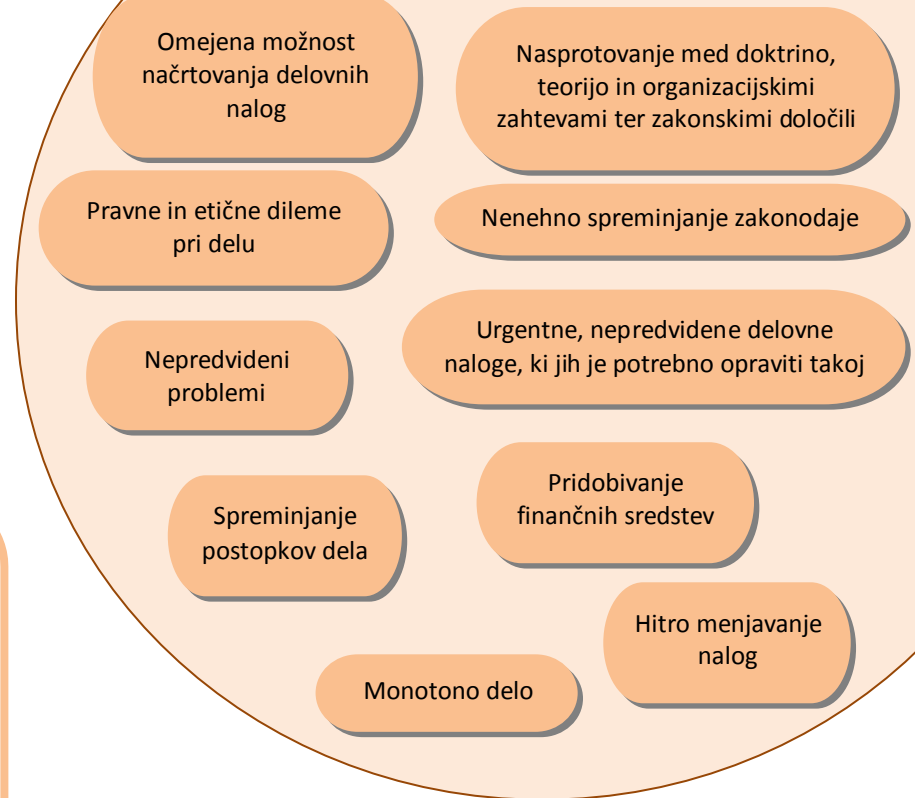 Omejena možnost
načrtovanja delovnih
nalog
Nasprotovanje med doktrino,
teorijo in organizacijskimi
zahtevami ter zakonskimi določili
Pravne in etične dileme
pri delu
Nenehno spreminjanje zakonodaje
Urgentne, nepredvidene delovne
naloge, ki jih je potrebno opraviti takoj
Nepredvideni
problemi
Pridobivanje
finančnih sredstev
Spreminjanje
postopkov dela
Hitro menjavanje
nalog
Monotono delo